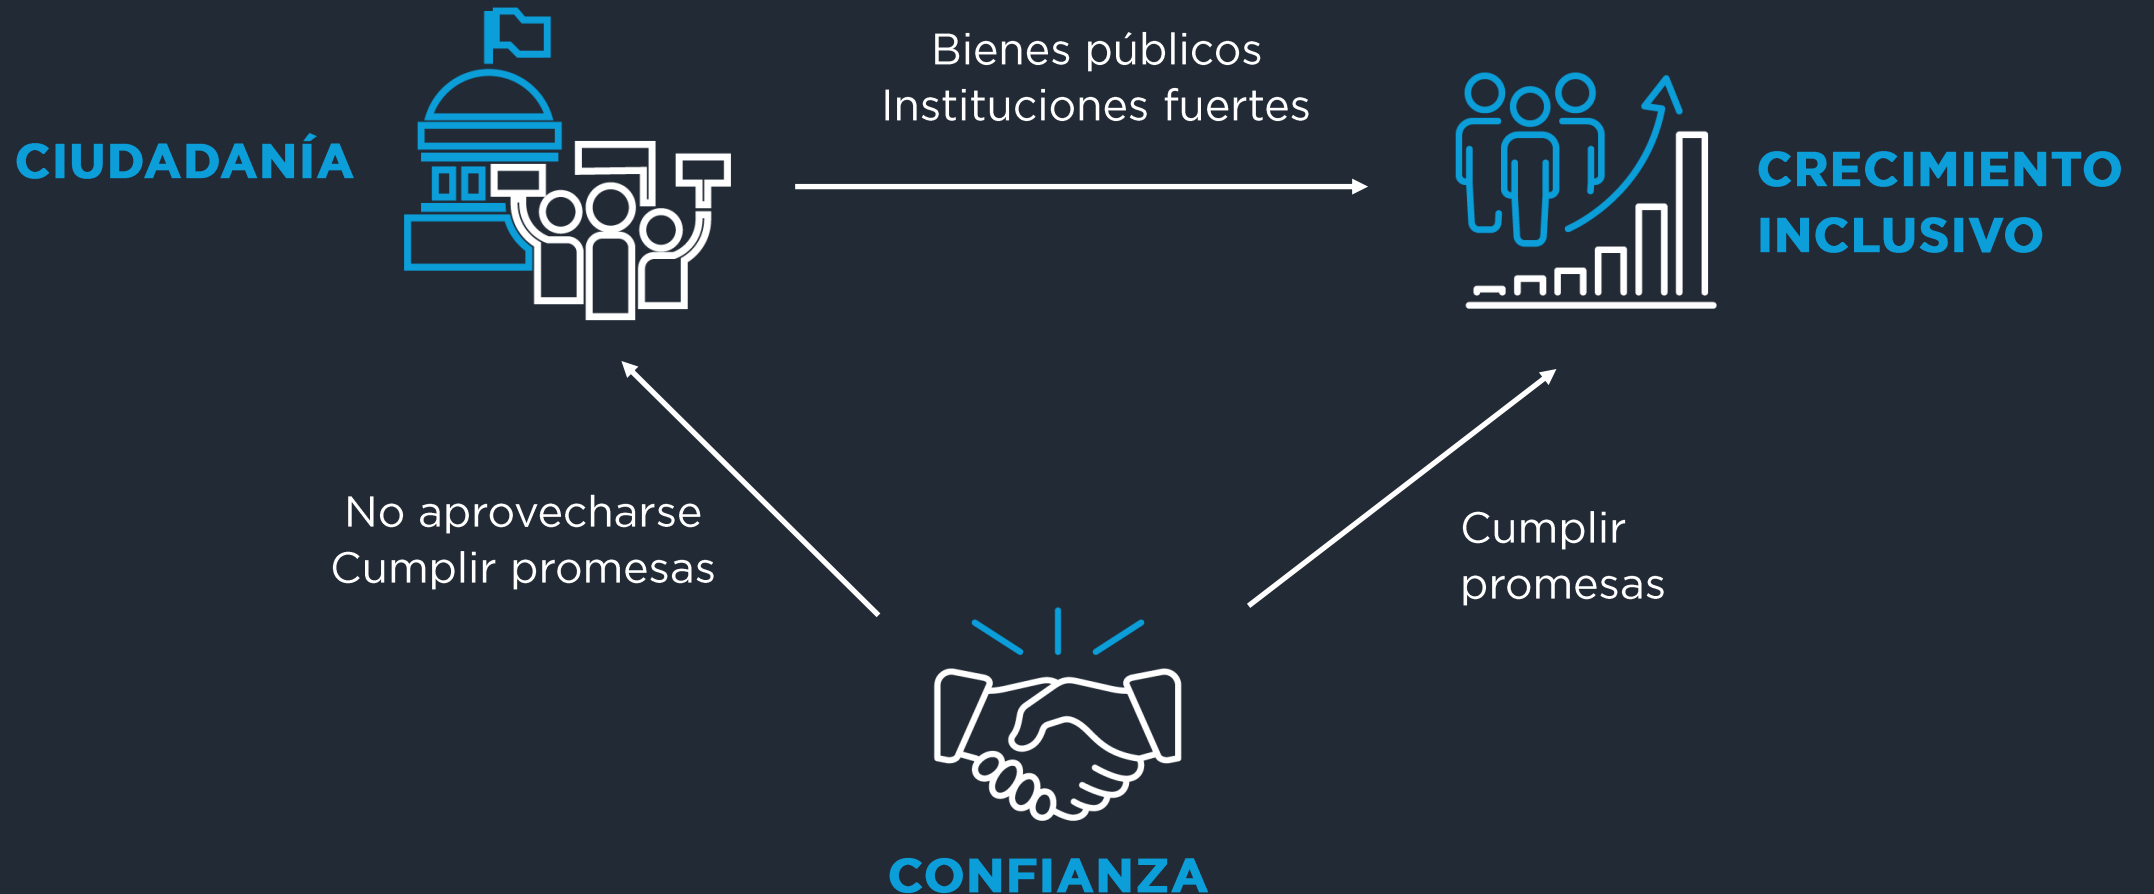 Bienes públicos
Instituciones fuertes
CIUDADANÍA
CRECIMIENTO
INCLUSIVO
No aprovecharse
Cumplir promesas
Cumplir
promesas
CONFIANZA